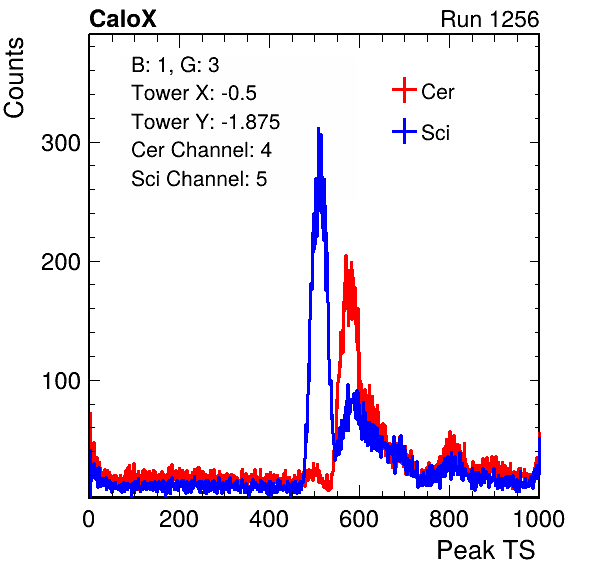 CaloX Run 1256
Counts
B: 1, G: 3
Tower X: -0.5
Tower Y: -1.875
Cer Channel: 4
Sci Channel: 5
Cer
Sci
300
200
100
0 200 400 600 800 1000
Peak TS